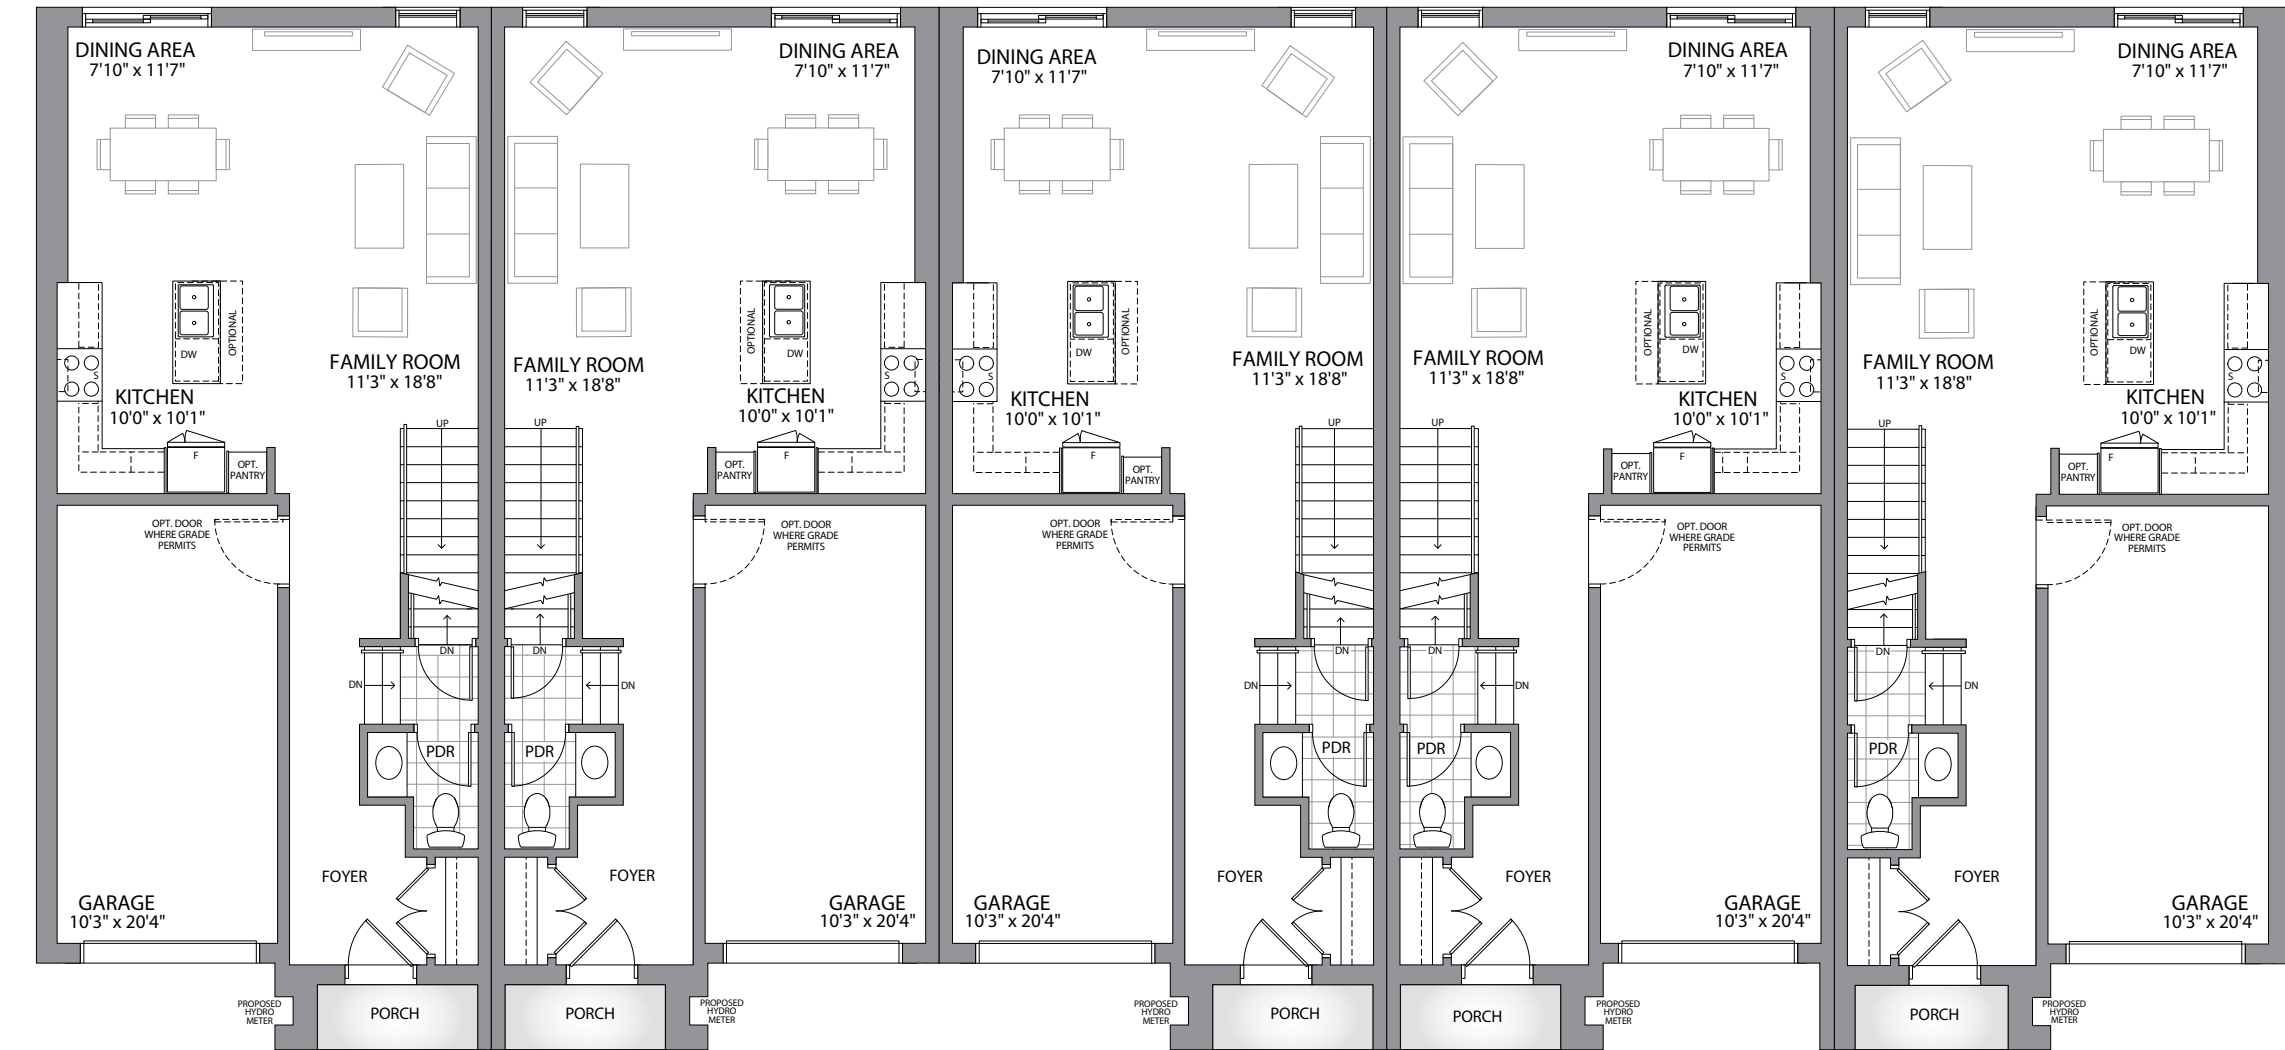 DINING AREA
7'10" x 11'7"
OPTIONAL
DW
S
FAMILY ROOM
11'3" x 18'8"
KITCHEN
10'0" x 10'1"
UP
F
OPT.
PANTRY
OPT. DOOR
WHERE GRADE
PERMITS
DN
DN
PDR
FOYER
GARAGE
10'3" x 20'4"
PROPOSED
HYDRO
METER
PORCH
DINING AREA
7'10" x 11'7"
OPTIONAL
DW
S
FAMILY ROOM
11'3" x 18'8"
KITCHEN
10'0" x 10'1"
UP
F
OPT.
PANTRY
OPT. DOOR
WHERE GRADE
PERMITS
DN
DN
PDR
FOYER
GARAGE
10'3" x 20'4"
PORCH
PROPOSED
HYDRO
METER
DINING AREA
7'10" x 11'7"
OPTIONAL
DW
S
FAMILY ROOM
11'3" x 18'8"
KITCHEN
10'0" x 10'1"
UP
F
OPT.
PANTRY
OPT. DOOR
WHERE GRADE
PERMITS
DN
DN
PDR
FOYER
GARAGE
10'3" x 20'4"
PROPOSED
HYDRO
METER
PORCH
DINING AREA
7'10" x 11'7"
OPTIONAL
DW
S
FAMILY ROOM
11'3" x 18'8"
KITCHEN
10'0" x 10'1"
UP
F
OPT.
PANTRY
OPT. DOOR
WHERE GRADE
PERMITS
DN
DN
PDR
FOYER
GARAGE
10'3" x 20'4"
PORCH
PROPOSED
HYDRO
METER
DINING AREA
7'10" x 11'7"
OPTIONAL
DW
S
FAMILY ROOM
11'3" x 18'8"
KITCHEN
10'0" x 10'1"
UP
F
OPT.
PANTRY
OPT. DOOR
WHERE GRADE
PERMITS
DN
DN
PDR
FOYER
GARAGE
10'3" x 20'4"
PORCH
PROPOSED
HYDRO
METER